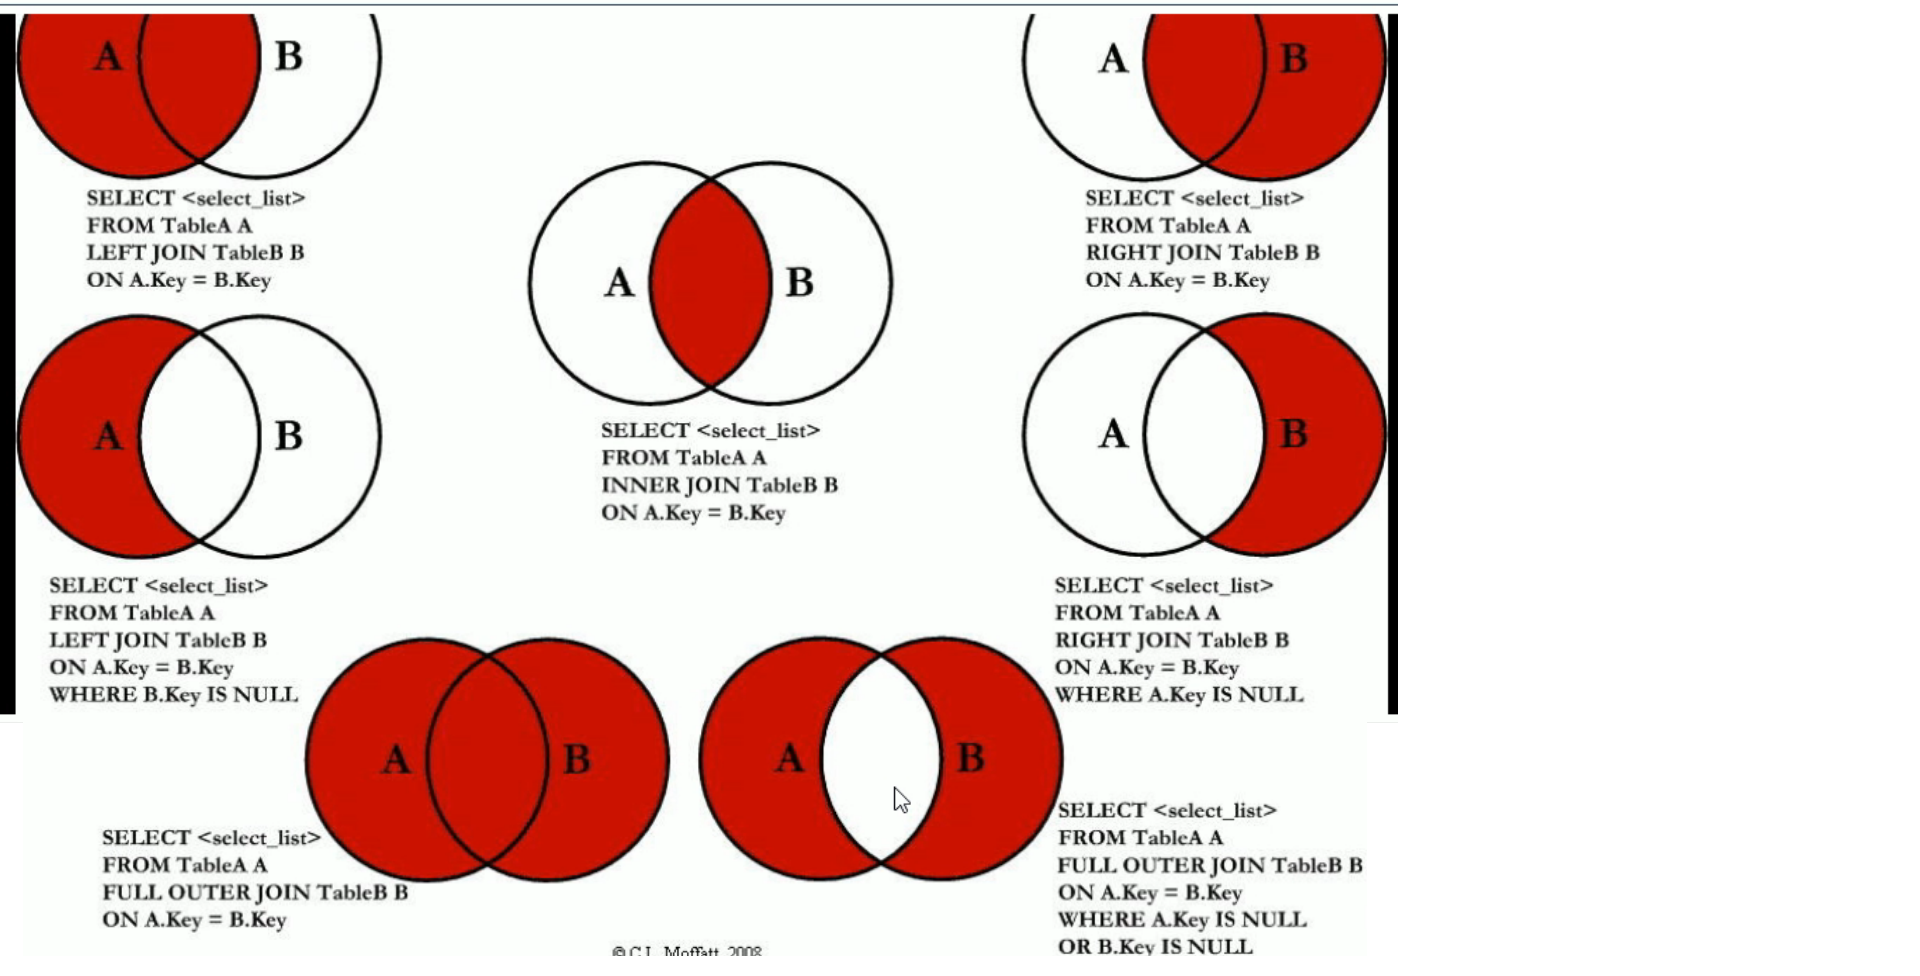 A B
SELECT <select_list>
FROM TableA A
LEFT JOIN TableB B
ON A.Key = B.Key
A B
SELECT <select_list>
FROM TableA A
RIGHT JOIN TableB B
ON A.Key = B.Key
A B
SELECT <select_list>
FROM TableA A
INNER JOIN TableB B
ON A.Key = B.Key
A B
SELECT <select_list>
FROM TableA A
LEFT JOIN TableB B
ON A.Key = B.Key
WHERE B.Key IS NULL
A B
SELECT <select_list>
FROM TableA A
RIGHT JOIN TableB B
ON A.Key = B.Key
WHERE A.Key IS NULL
A B
SELECT <select_list>
FROM TableA A
FULL OUTER JOIN TableB B
ON A.Key = B.Key
A B
SELECT <select_list>
FROM TableA A
FULL OUTER JOIN TableB B
ON A.Key = B.Key
WHERE A.Key IS NULL
OR B.Key IS NULL
© C.L. Moffatt, 2008